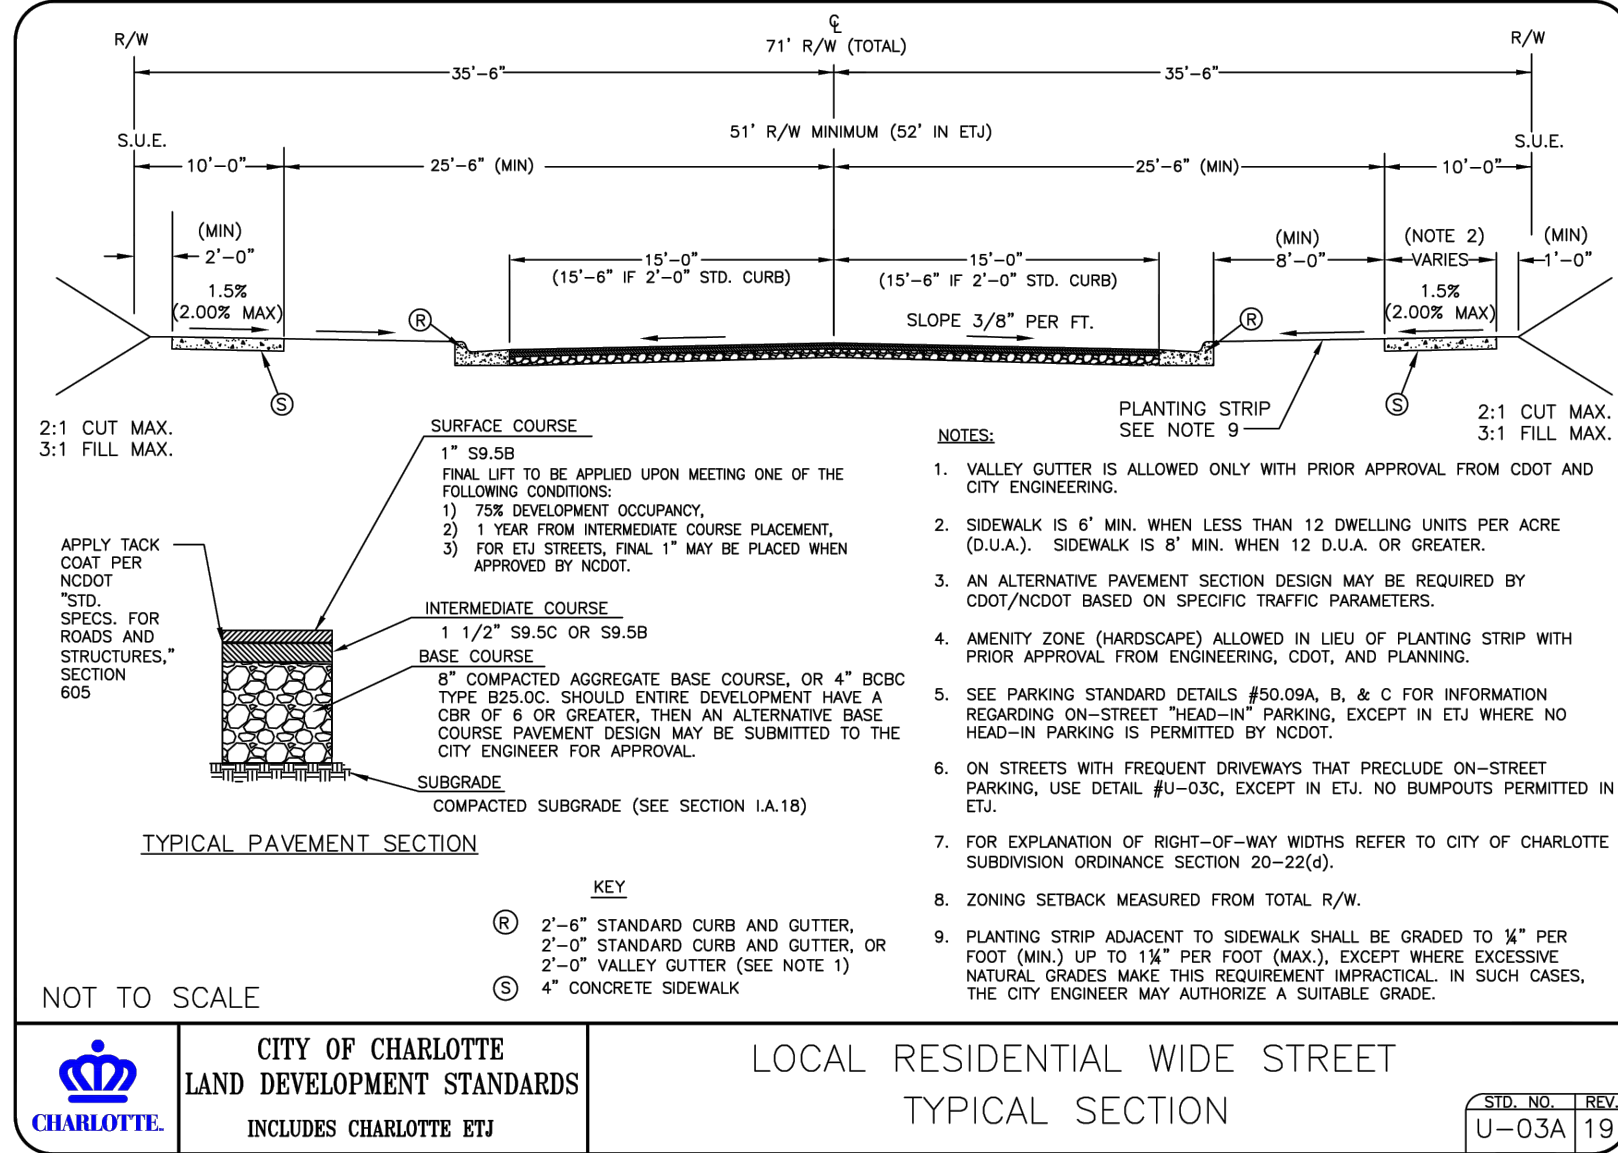 ℄
71' R/W (TOTAL)
R/W
R/W
35'-6"
35'-6"
51' R/W MINIMUM (52' IN ETJ)
S.U.E.
S.U.E.
10'-0"
25'-6" (MIN)
25'-6" (MIN)
10'-0"
(MIN)
2'-0"
15'-0"
(15'-6" IF 2'-0" STD. CURB)
15'-0"
(15'-6" IF 2'-0" STD. CURB)
(MIN)
8'-0"
(NOTE 2)
VARIES
(MIN)
1'-0"
1.5%
(2.00% MAX)
R
SLOPE 3/8" PER FT.
R
1.5%
(2.00% MAX)
S
S
2:1 CUT MAX.
3:1 FILL MAX.
PLANTING STRIP
SEE NOTE 9
2:1 CUT MAX.
3:1 FILL MAX.
SURFACE COURSE
1" S9.5B
FINAL LIFT TO BE APPLIED UPON MEETING ONE OF THE
FOLLOWING CONDITIONS:
1) 75% DEVELOPMENT OCCUPANCY,
2) 1 YEAR FROM INTERMEDIATE COURSE PLACEMENT,
3) FOR ETJ STREETS, FINAL 1" MAY BE PLACED WHEN
APPROVED BY NCDOT.
APPLY TACK
COAT PER
NCDOT
"STD.
SPECS. FOR
ROADS AND
STRUCTURES,"
SECTION
605
INTERMEDIATE COURSE
1 1/2" S9.5C OR S9.5B
BASE COURSE
8" COMPACTED AGGREGATE BASE COURSE, OR 4" BCBC
TYPE B25.0C. SHOULD ENTIRE DEVELOPMENT HAVE A
CBR OF 6 OR GREATER, THEN AN ALTERNATIVE BASE
COURSE PAVEMENT DESIGN MAY BE SUBMITTED TO THE
CITY ENGINEER FOR APPROVAL.
SUBGRADE
COMPACTED SUBGRADE (SEE SECTION I.A.18)
TYPICAL PAVEMENT SECTION
KEY
R 2'-6" STANDARD CURB AND GUTTER,
2'-0" STANDARD CURB AND GUTTER, OR
2'-0" VALLEY GUTTER (SEE NOTE 1)
S 4" CONCRETE SIDEWALK
NOT TO SCALE
NOTES:
1. VALLEY GUTTER IS ALLOWED ONLY WITH PRIOR APPROVAL FROM CDOT AND
CITY ENGINEERING.
2. SIDEWALK IS 6' MIN. WHEN LESS THAN 12 DWELLING UNITS PER ACRE
(D.U.A.). SIDEWALK IS 8' MIN. WHEN 12 D.U.A. OR GREATER.
3. AN ALTERNATIVE PAVEMENT SECTION DESIGN MAY BE REQUIRED BY
CDOT/NCDOT BASED ON SPECIFIC TRAFFIC PARAMETERS.
4. AMENITY ZONE (HARDSCAPE) ALLOWED IN LIEU OF PLANTING STRIP WITH
PRIOR APPROVAL FROM ENGINEERING, CDOT, AND PLANNING.
5. SEE PARKING STANDARD DETAILS #50.09A, B, & C FOR INFORMATION
REGARDING ON-STREET "HEAD-IN" PARKING, EXCEPT IN ETJ WHERE NO
HEAD-IN PARKING IS PERMITTED BY NCDOT.
6. ON STREETS WITH FREQUENT DRIVEWAYS THAT PRECLUDE ON-STREET
PARKING, USE DETAIL #U-03C, EXCEPT IN ETJ. NO BUMPOUTS PERMITTED IN
ETJ.
7. FOR EXPLANATION OF RIGHT-OF-WAY WIDTHS REFER TO CITY OF CHARLOTTE
SUBDIVISION ORDINANCE SECTION 20-22(d).
8. ZONING SETBACK MEASURED FROM TOTAL R/W.
9. PLANTING STRIP ADJACENT TO SIDEWALK SHALL BE GRADED TO ¼" PER
FOOT (MIN.) UP TO 1¼" PER FOOT (MAX.), EXCEPT WHERE EXCESSIVE
NATURAL GRADES MAKE THIS REQUIREMENT IMPRACTICAL. IN SUCH CASES,
THE CITY ENGINEER MAY AUTHORIZE A SUITABLE GRADE.
CHARLOTTE.
CITY OF CHARLOTTE
LAND DEVELOPMENT STANDARDS
INCLUDES CHARLOTTE ETJ
LOCAL RESIDENTIAL WIDE STREET
TYPICAL SECTION
STD. NO. REV.
U-03A 19